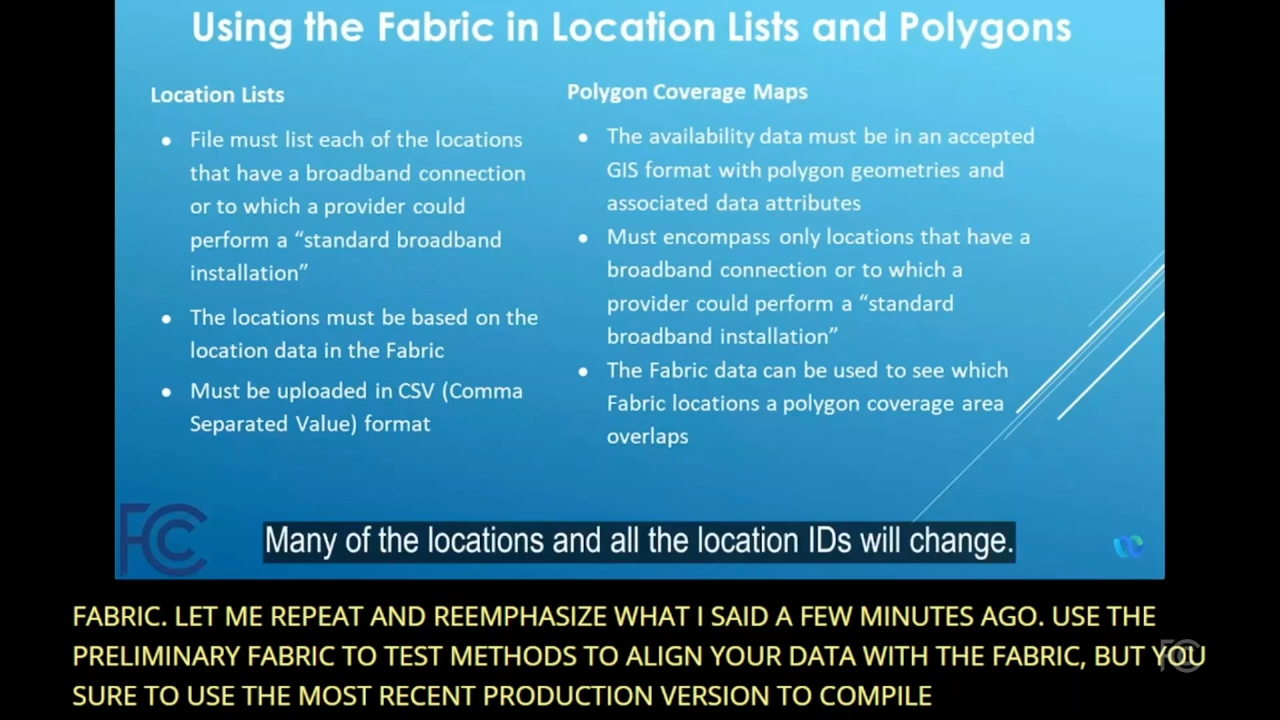 Using the Fabric in Location Lists and Polygons
Location Lists
• File must list each of the locations
that have a broadband connection
or to which a provider could
perform a “standard broadband
installation”
• The locations must be based on the
location data in the Fabric
• Must be uploaded in CSV (Comma
Separated Value) format
Polygon Coverage Maps
• The availability data must be in an accepted
GIS format with polygon geometries and
associated data attributes
• Must encompass only locations that have a
broadband connection or to which a
provider could perform a “standard
broadband installation”
• The Fabric data can be used to see which
Fabric locations a polygon coverage area
overlaps
FCC
Many of the locations and all the location IDs will change.
FABRIC. LET ME REPEAT AND REEMPHASIZE WHAT I SAID A FEW MINUTES AGO. USE THE
PRELIMINARY FABRIC TO TEST METHODS TO ALIGN YOUR DATA WITH THE FABRIC, BUT YOU
SURE TO USE THE MOST RECENT PRODUCTION VERSION TO COMPILE
FCC